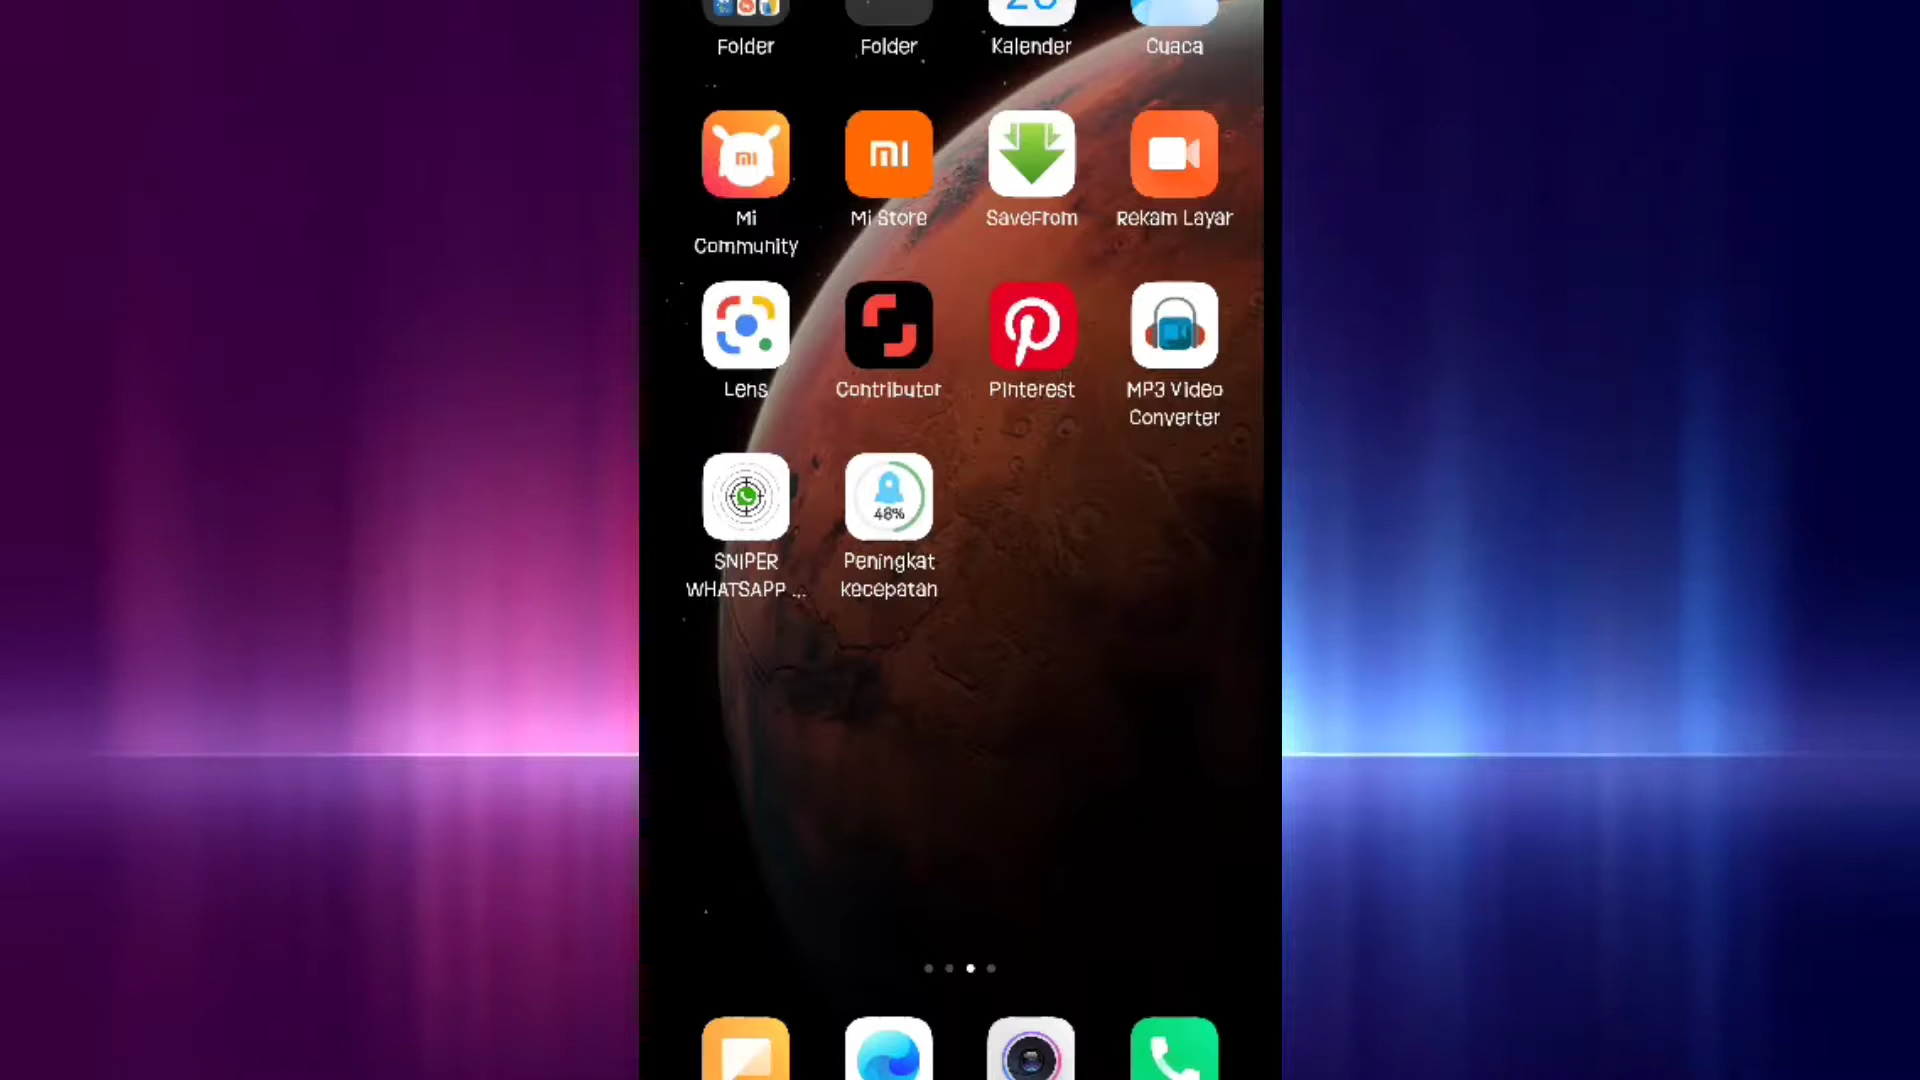 Folder
Folder
Kalender
Cuaca
Mi Community
Mi Store
SaveFrom
Rekam Layar
Lens
Contributor
Pinterest
MP3 Video Converter
SNIPER WHATSAPP ...
48%
Peningkat kecepatan